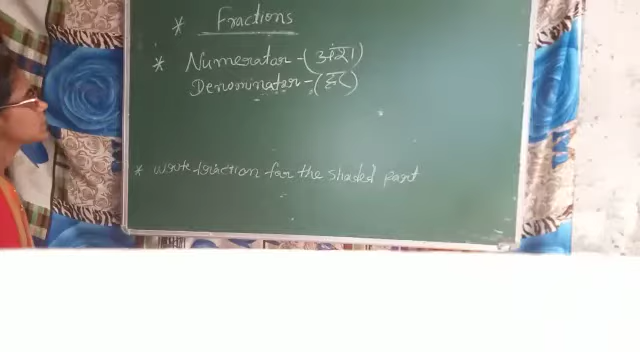 * Fractions
* Numerator - (अंश)
Denominator - (हर)
* write fraction for the shaded part